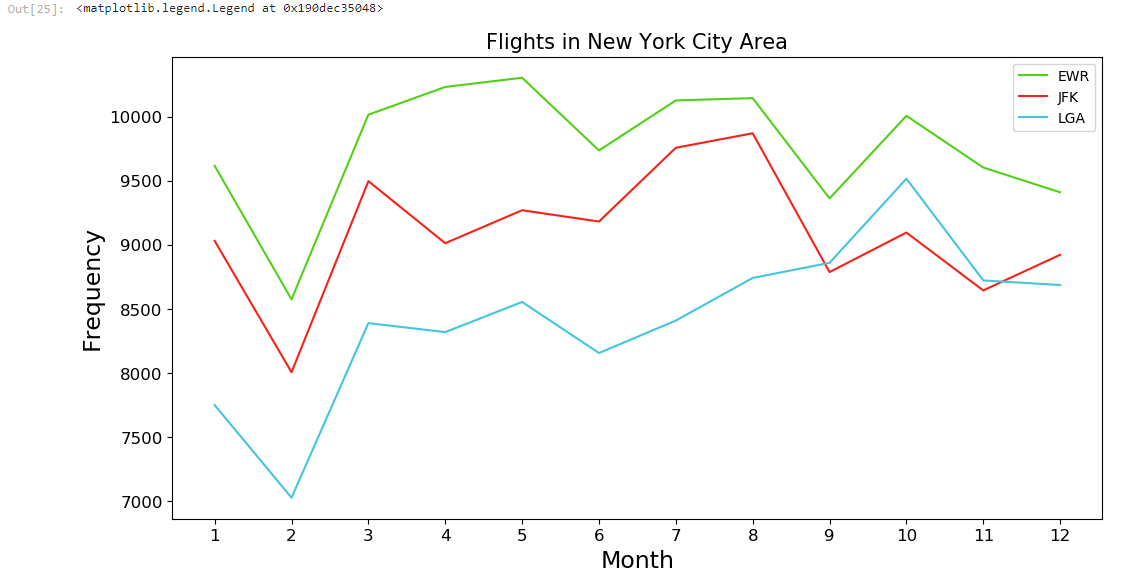 Out[25]: <matplotlib.legend.Legend at 0x190dec35048>
Flights in New York City Area
EWR
JFK
LGA
10000
9500
9000
8500
8000
7500
7000
Frequency
1 2 3 4 5 6 7 8 9 10 11 12
Month